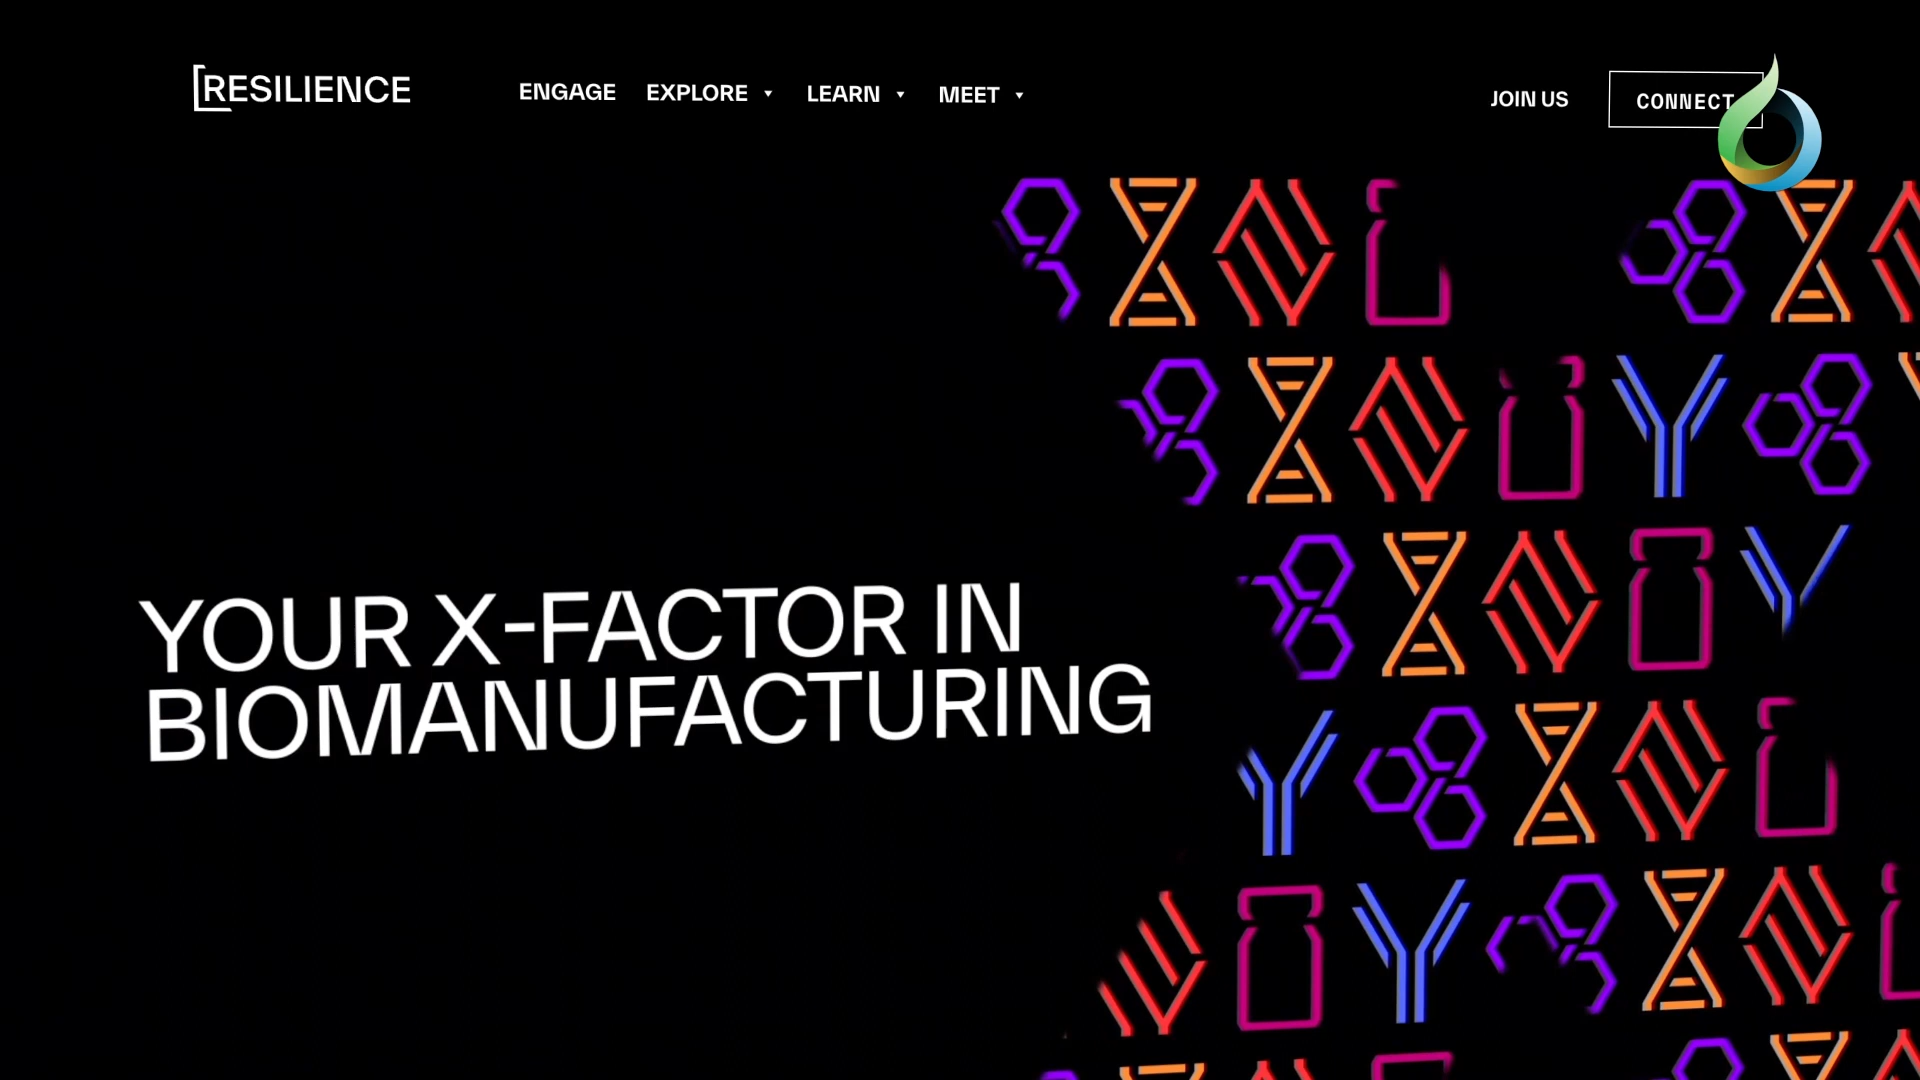 RESILIENCE
ENGAGE
EXPLORE
LEARN
MEET
JOIN US
CONNECT
YOUR X-FACTOR IN
BIOMANUFACTURING